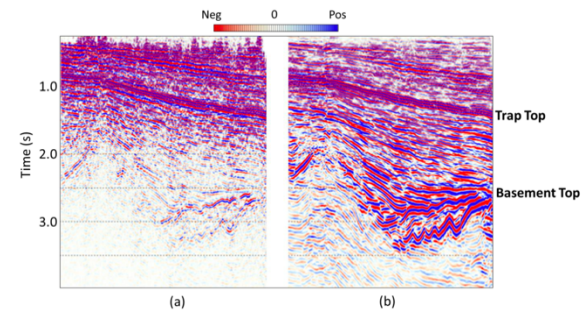 Neg 0 Pos
1.0
Trap Top
Time (s)
2.0
Basement Top
3.0
(a) (b)